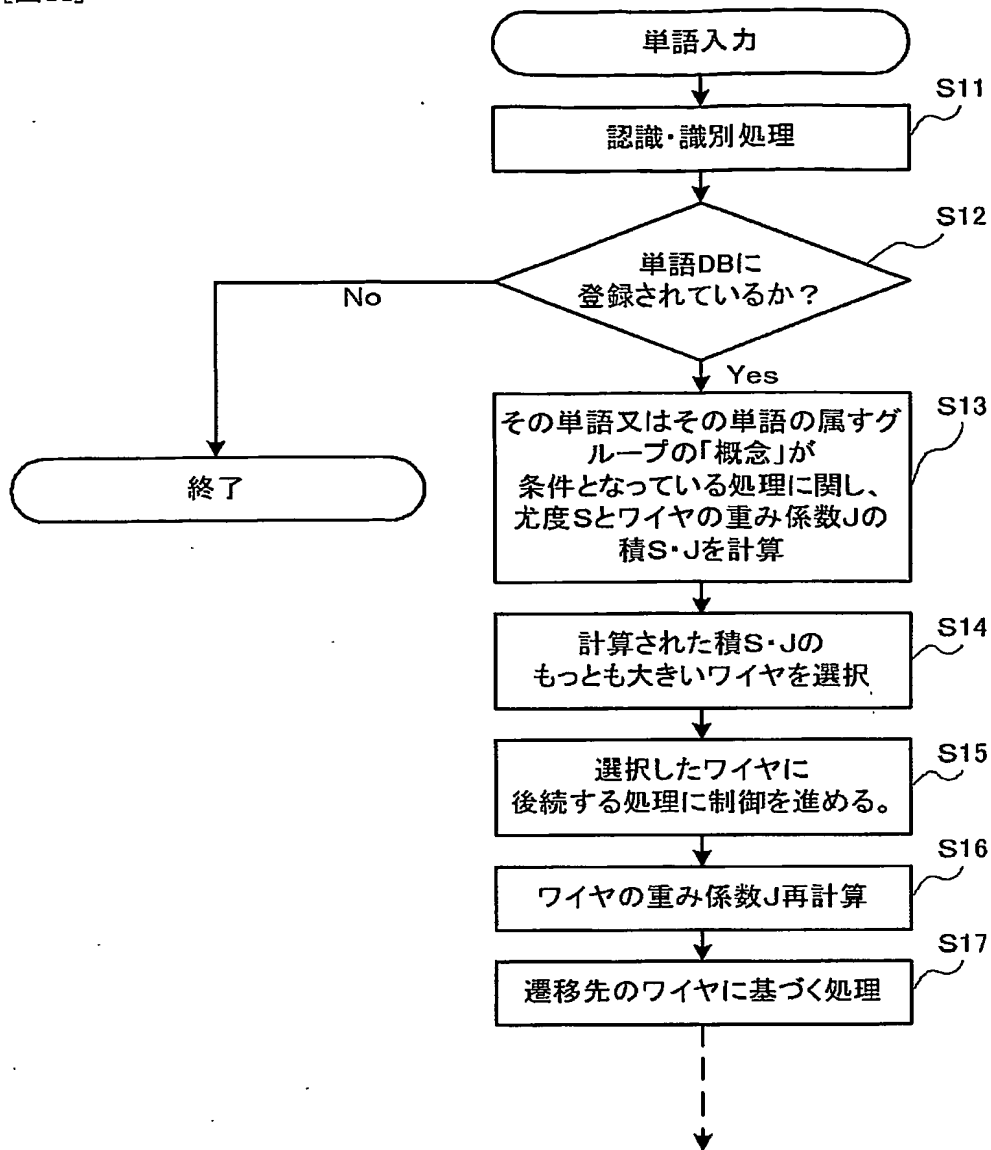 単語入力
S11
認識・識別処理
S12
単語DBに
登録されているか？
No
Yes
S13
その単語又はその単語の属すグ
ループの「概念」が
条件となっている処理に関し、
尤度SとワイヤのË重み係数Jの
積S・Jを計算
終了
S14
計算された積S・Jの
もっとも大きいワイヤを選択
S15
選択したワイヤに
後続する処理に制御を進める。
S16
ワイヤの重み係数J再計算
S17
遷移先のワイヤに基づく処理